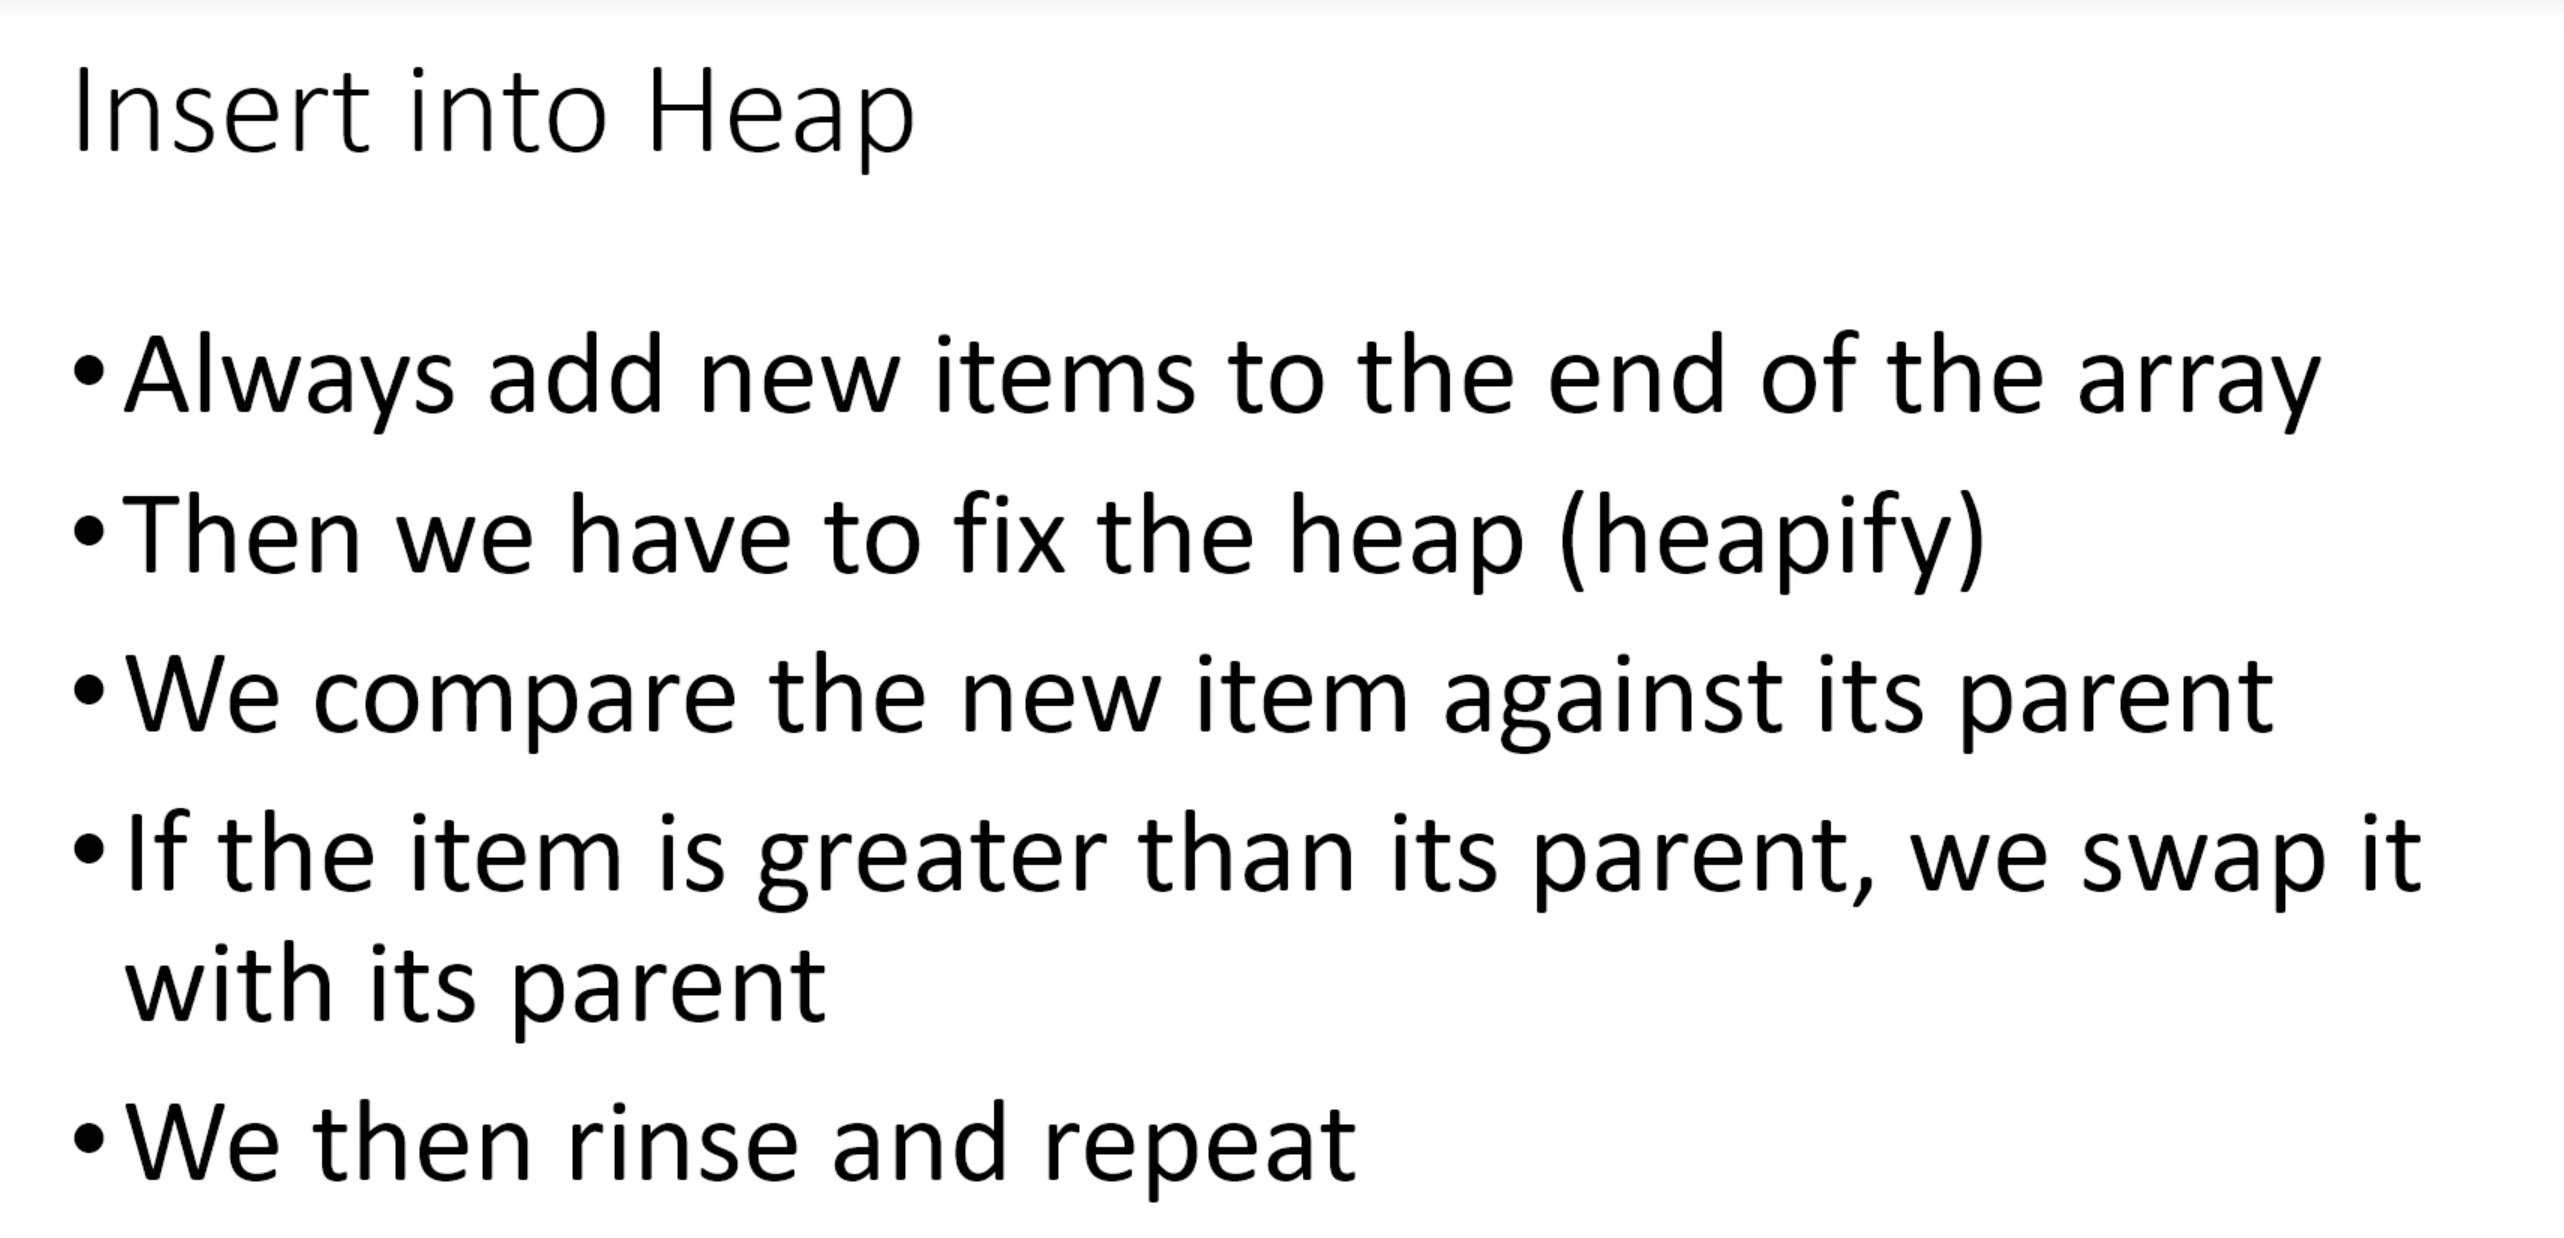 Insert into Heap
•Always add new items to the end of the array
•Then we have to fix the heap (heapify)
•We compare the new item against its parent
•If the item is greater than its parent, we swap it
with its parent
•We then rinse and repeat